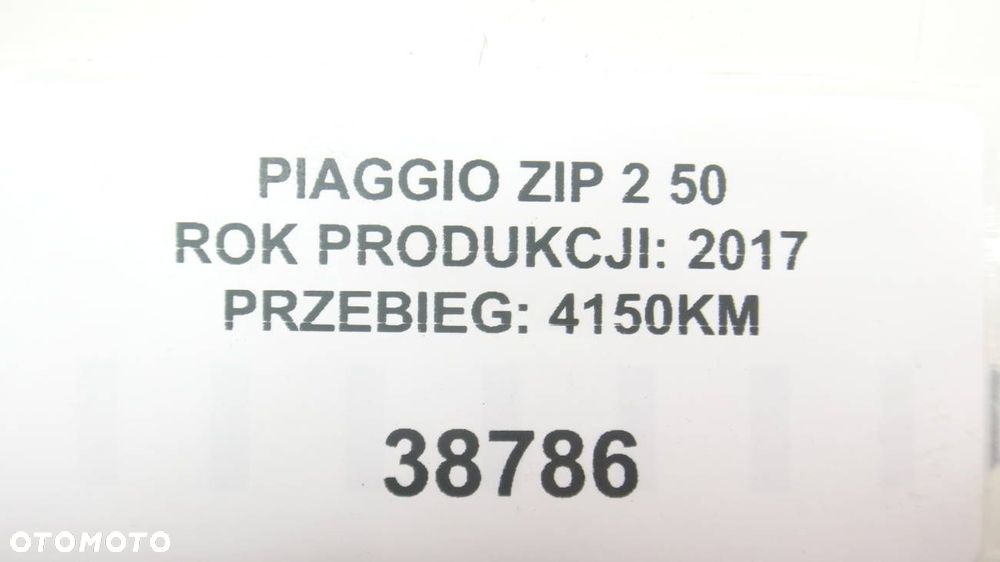 PIAGGIO ZIP 2 50
ROK PRODUKCJI: 2017
PRZEBIEG: 4150KM
38786
OTOMOTO